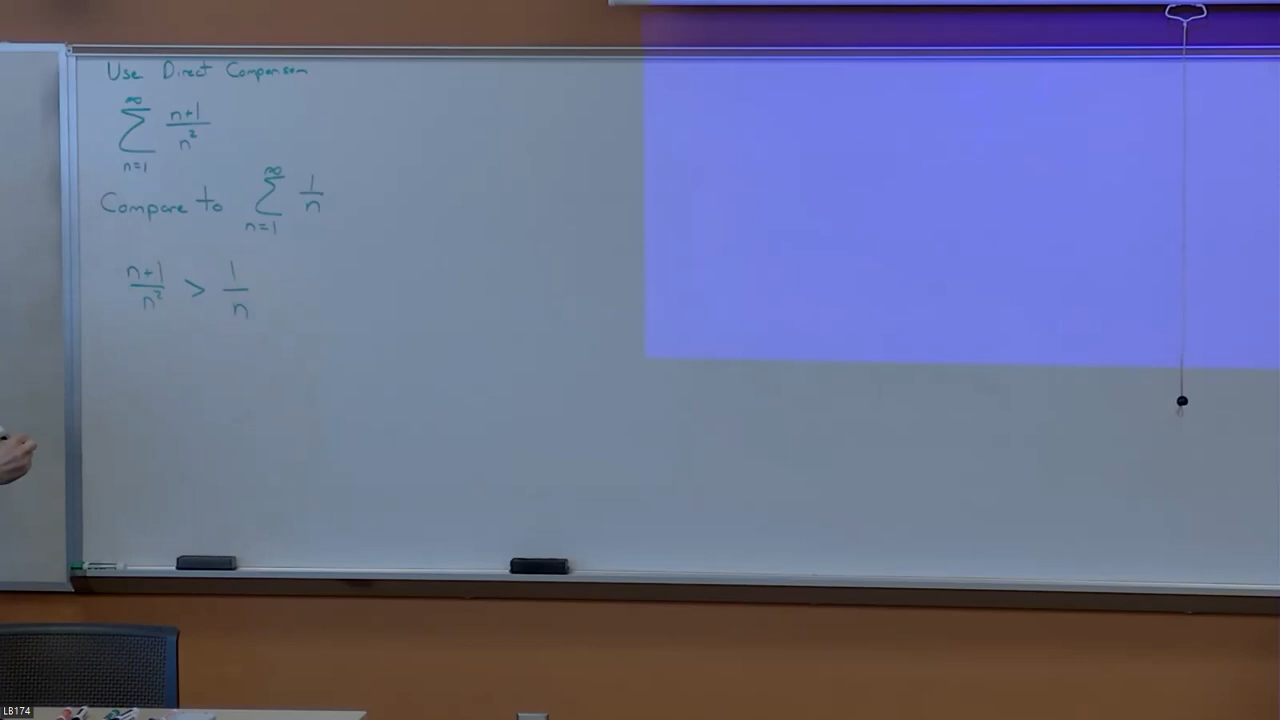 Use Direct Comparison
∞ ∑ n=1 n+1/n²
Compare to ∞ ∑ n=1 1/n
n+1/n² > 1/n
LB174